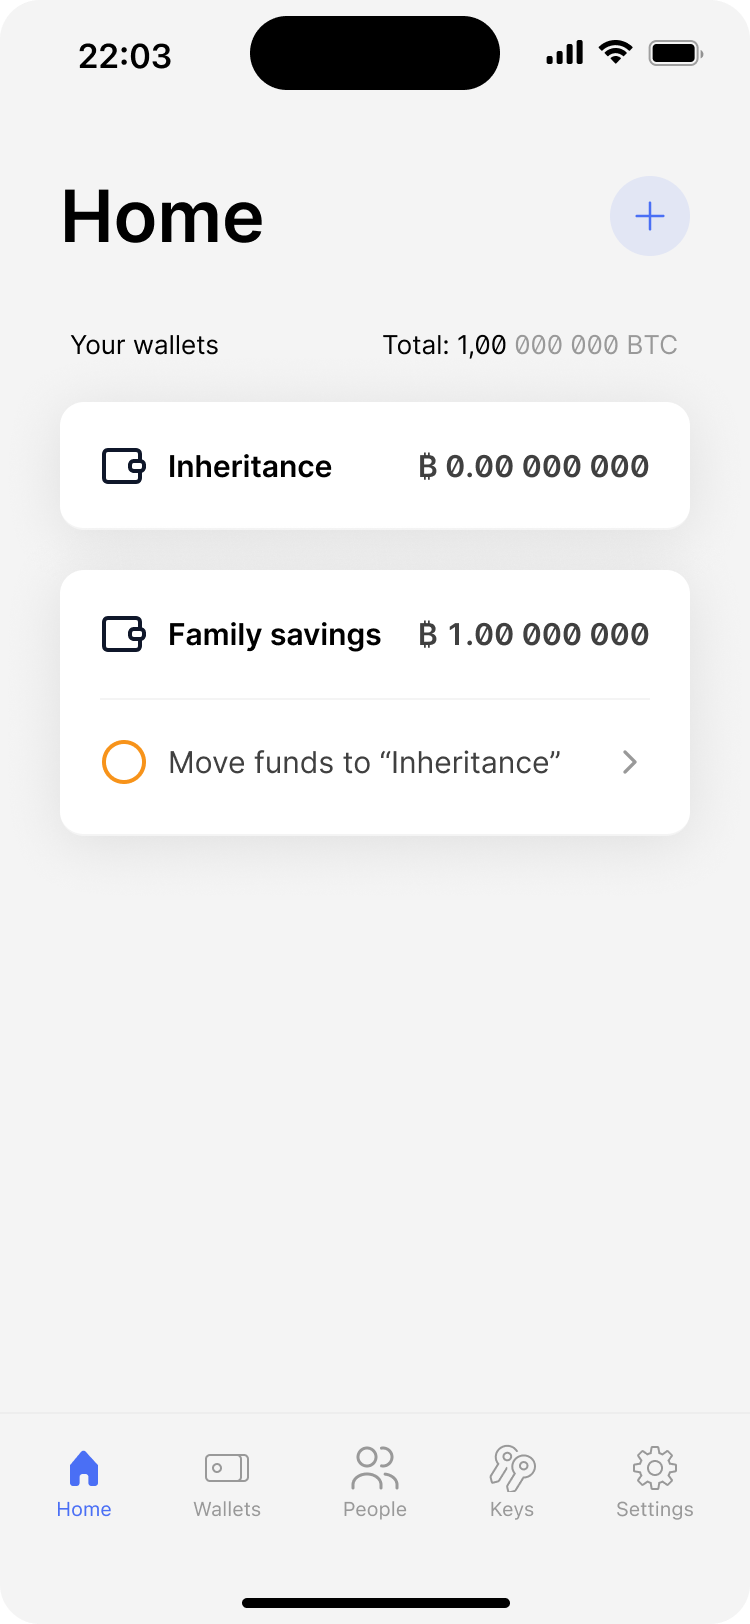 22:03
Home
Your wallets
Total: 1,00 000 000 BTC
Inheritance
₿ 0.00 000 000
Family savings
₿ 1.00 000 000
Move funds to “Inheritance”
Home
Wallets
People
Keys
Settings